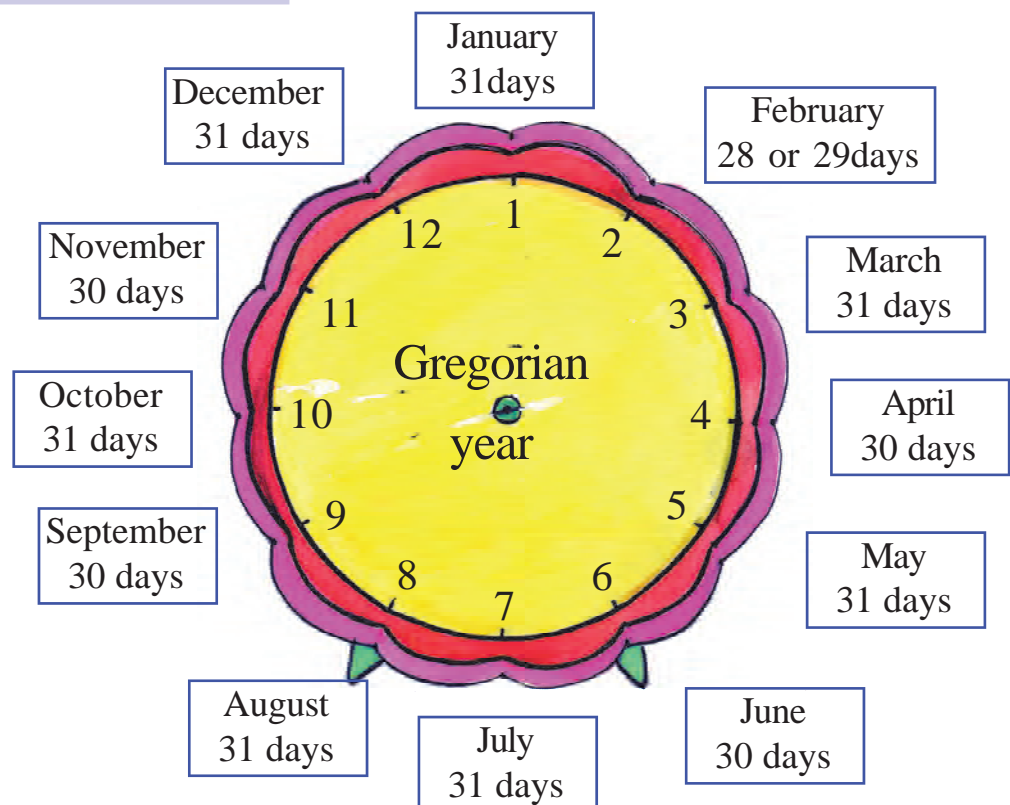 January
31days
February
28 or 29days
March
31 days
April
30 days
May
31 days
June
30 days
July
31 days
August
31 days
September
30 days
October
31 days
November
30 days
December
31 days
1
2
3
4
5
6
7
8
9
10
11
12
Gregorian
year